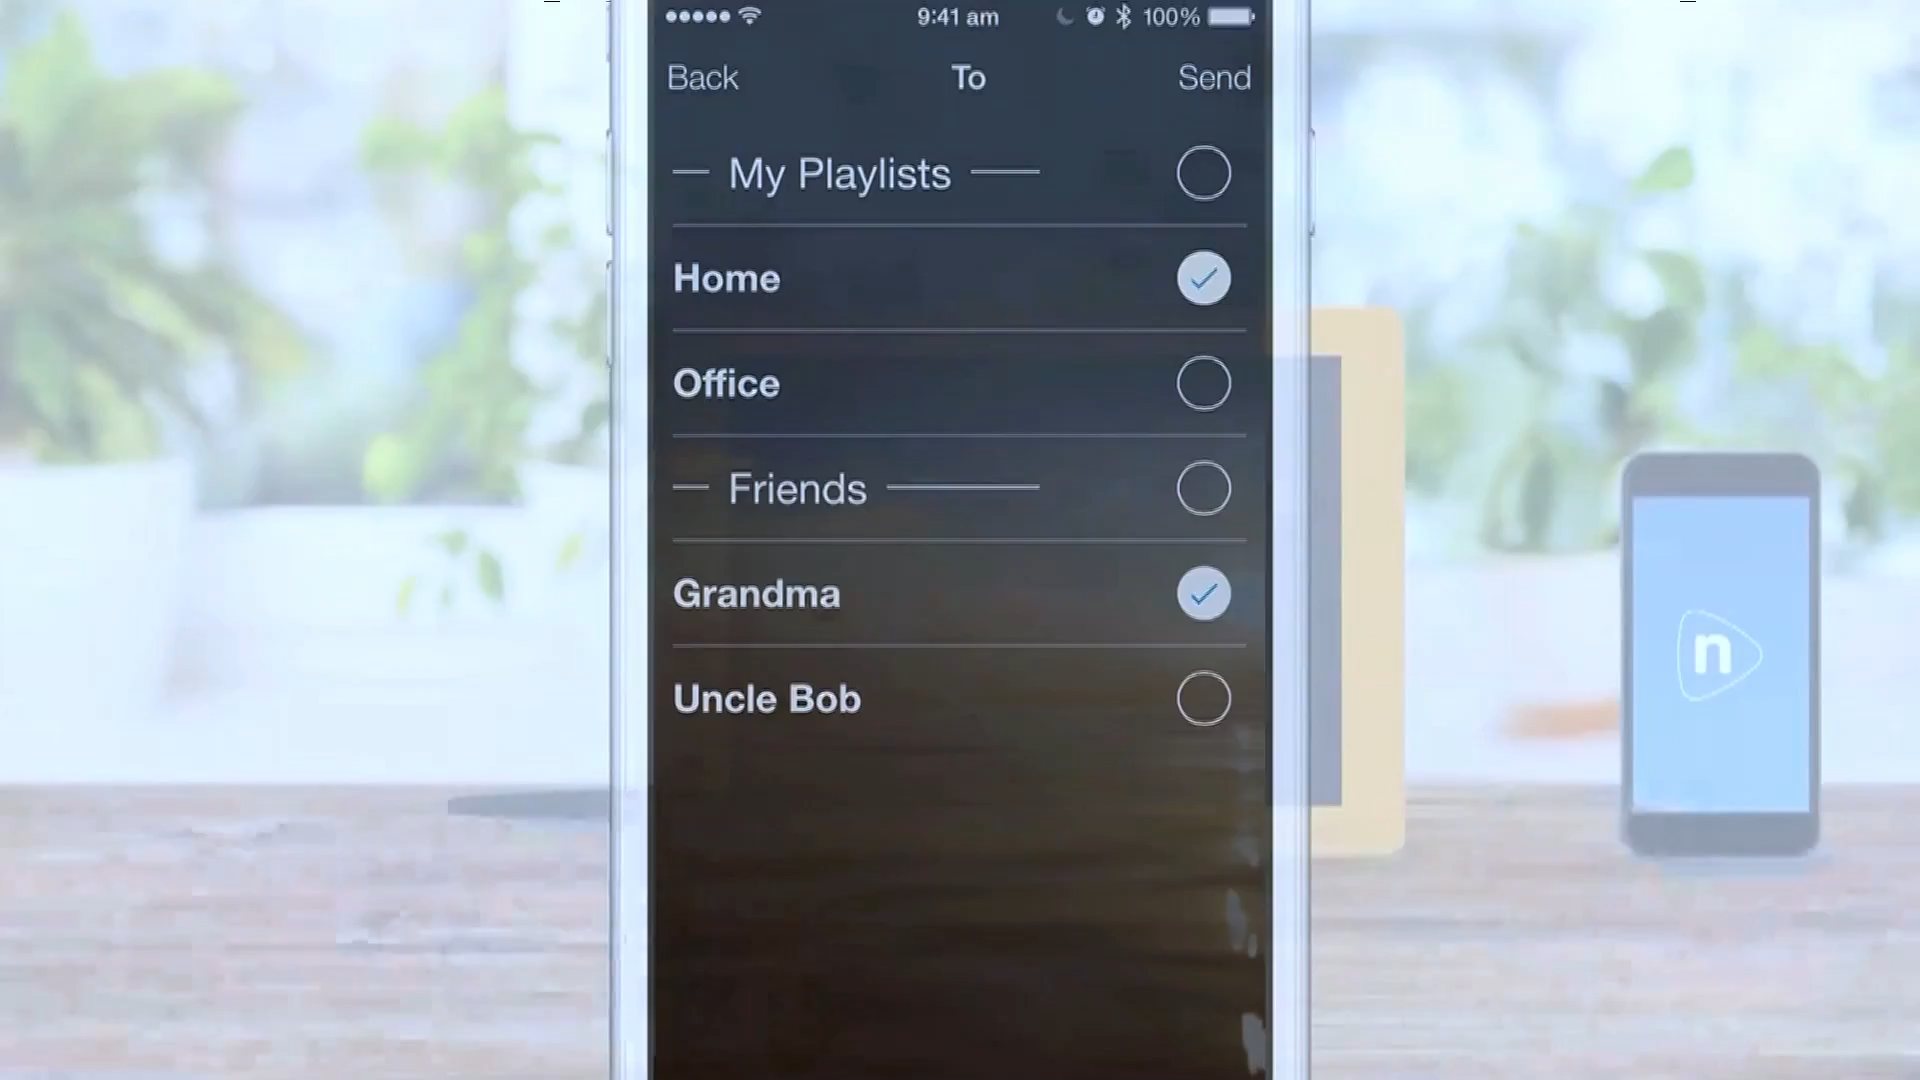 9:41 am 100%
Back To Send
My Playlists
Home
Office
Friends
Grandma
Uncle Bob
n